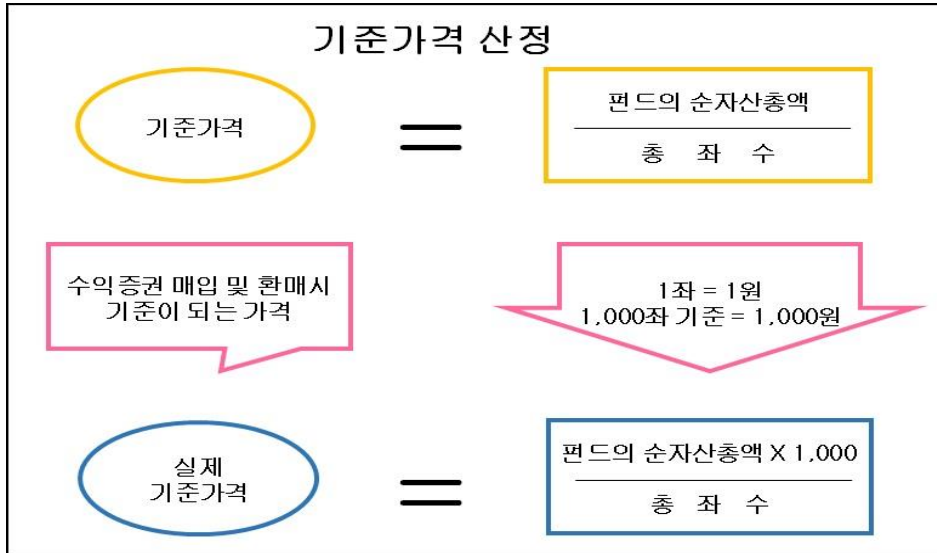 기준가격 산정
기준가격
=
펀드의 순자산총액
총 좌 수
수익증권 매입 및 환매시
기준이 되는 가격
1좌 = 1원
1,000좌 기준 = 1,000원
실제
기준가격
=
펀드의 순자산총액 X 1,000
총 좌 수